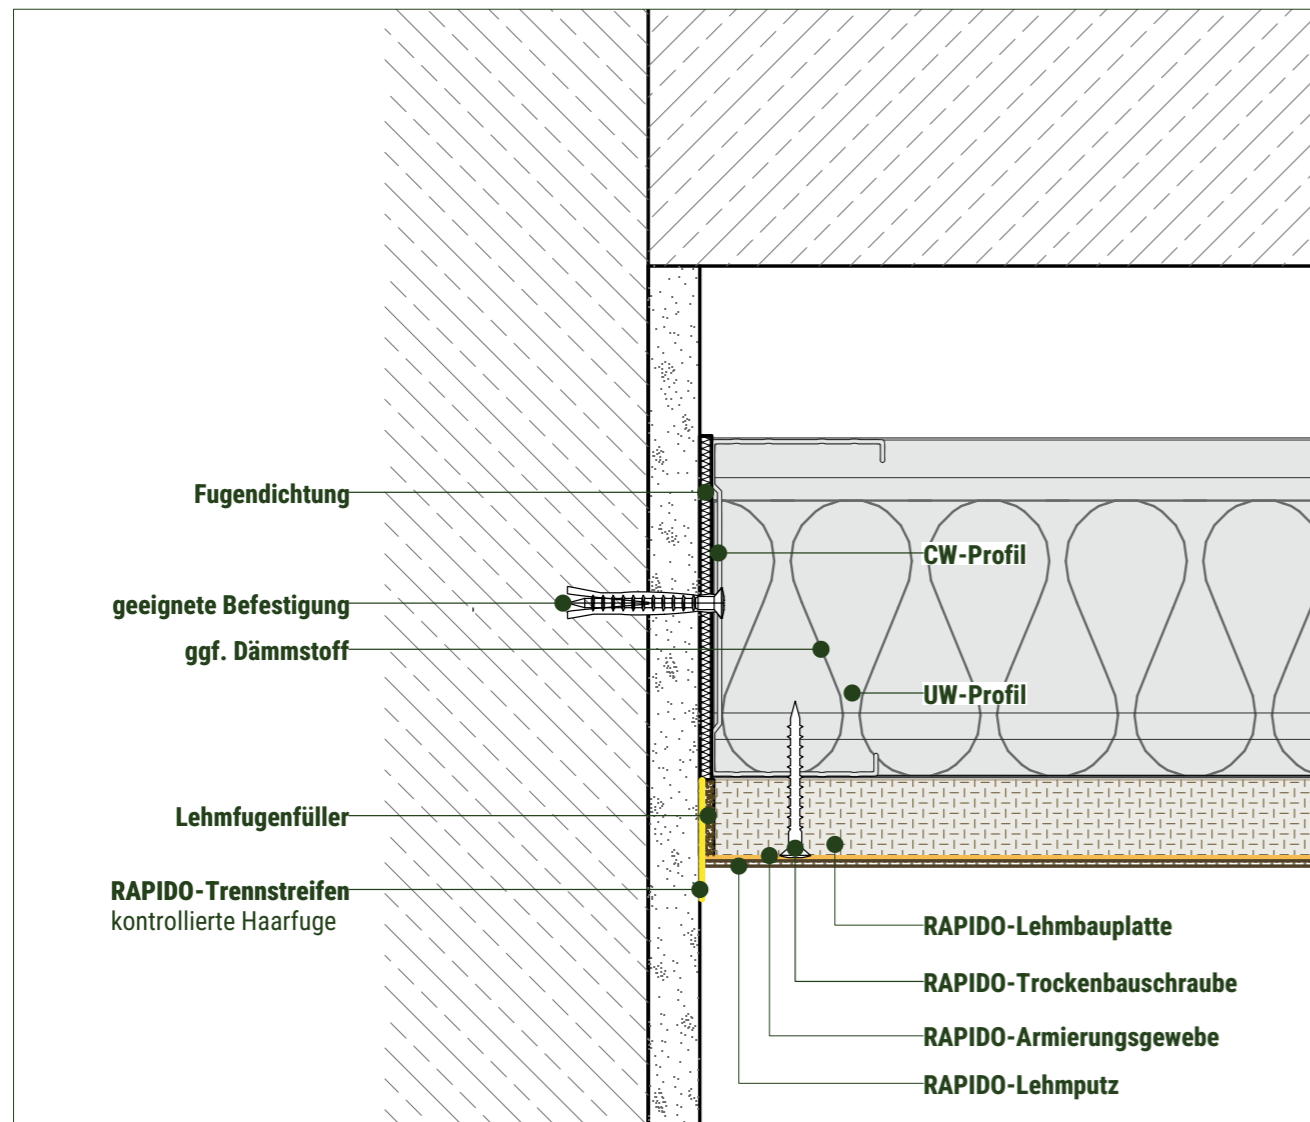 Fugendichtung
CW-Profil
geeignete Befestigung
ggf. Dämmstoff
UW-Profil
Lehmfugenfüller
RAPIDO-Trennstreifen
kontrollierte Haarfuge
RAPIDO-Lehmbauplatte
RAPIDO-Trockenbauschraube
RAPIDO-Armierungsgewebe
RAPIDO-Lehmputz